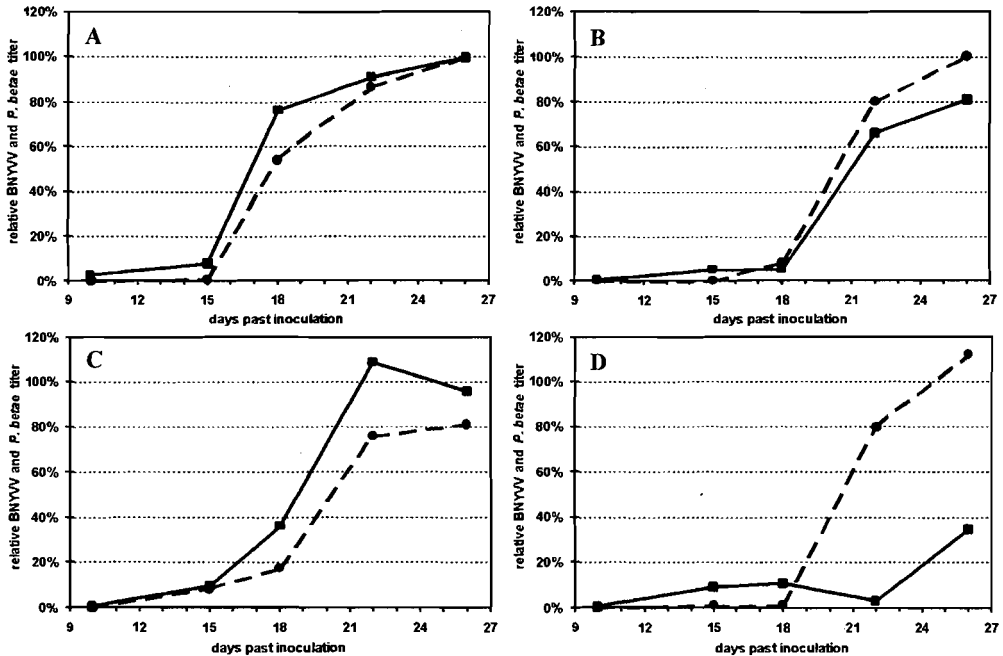 A
120%
100%
80%
60%
40%
20%
0%
relative BNYVV and P. betae titer
9 12 15 18 21 24 27
days past inoculation
B
120%
100%
80%
60%
40%
20%
0%
relative BNYVV and P. betae titer
9 12 15 18 21 24 27
days past inoculation
C
120%
100%
80%
60%
40%
20%
0%
relative BNYVV and P. betae titer
9 12 15 18 21 24 27
days past inoculation
D
120%
100%
80%
60%
40%
20%
0%
relative BNYVV and P. betae titer
9 12 15 18 21 24 27
days past inoculation